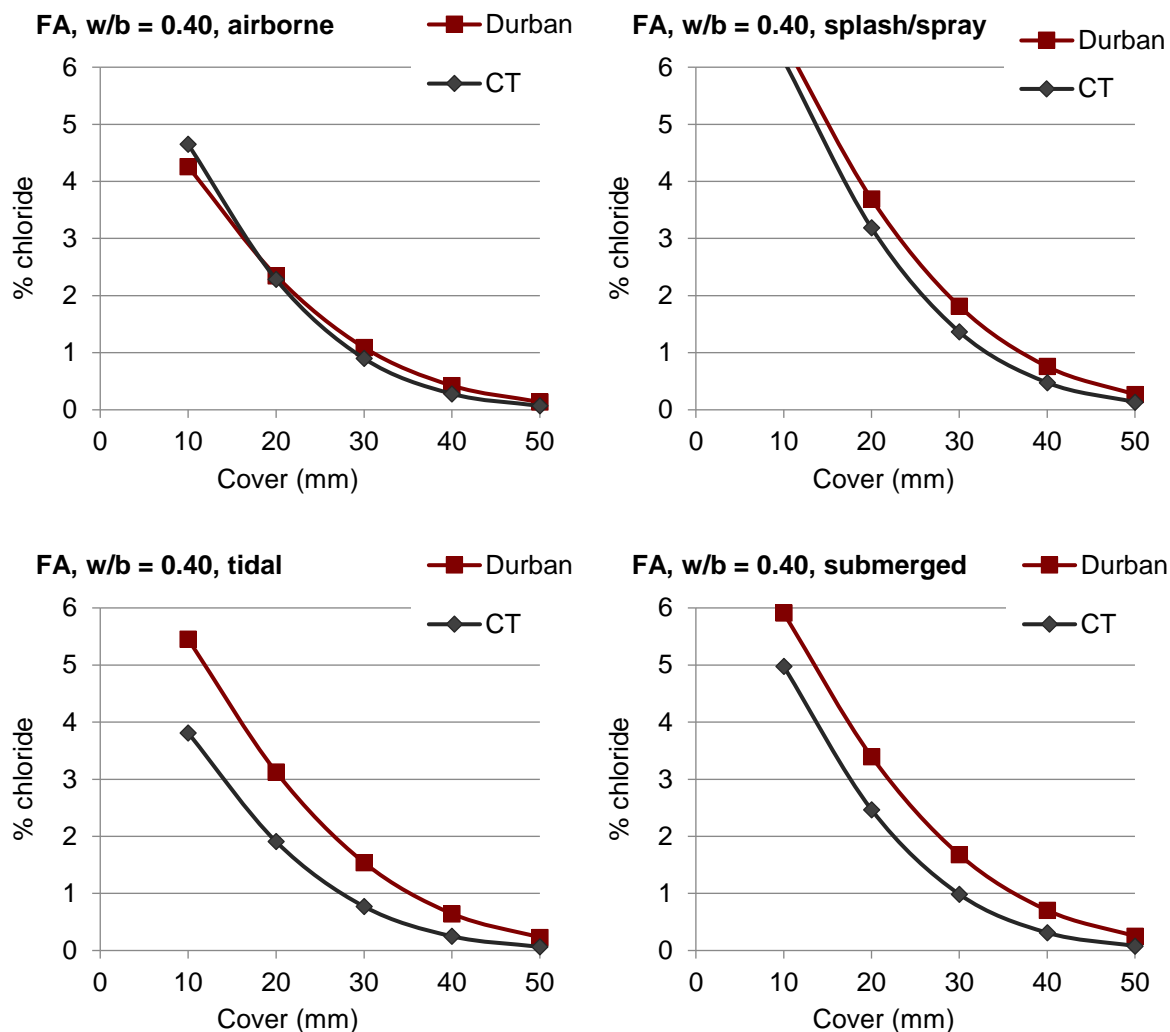 FA, w/b = 0.40, airborne
Durban
CT
6
5
4
3
2
1
0
% chloride
0 10 20 30 40 50
Cover (mm)
FA, w/b = 0.40, splash/spray
Durban
CT
6
5
4
3
2
1
0
% chloride
0 10 20 30 40 50
Cover (mm)
FA, w/b = 0.40, tidal
Durban
CT
6
5
4
3
2
1
0
% chloride
0 10 20 30 40 50
Cover (mm)
FA, w/b = 0.40, submerged
Durban
CT
6
5
4
3
2
1
0
% chloride
0 10 20 30 40 50
Cover (mm)